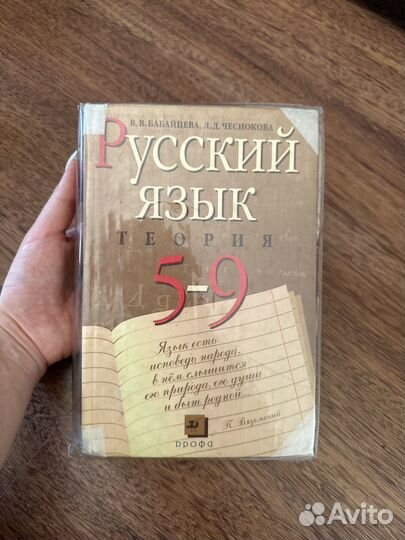 В. В. БАБАЙЦЕВА, Л. Д. ЧЕСНОКОВА
РУССКИЙ
ЯЗЫК
ТЕОРИЯ
5-9
Язык есть
исповедь народа,
в нём слышится
его природа, его душа
и быт родной...
П. Вяземский
дрофа
Avito